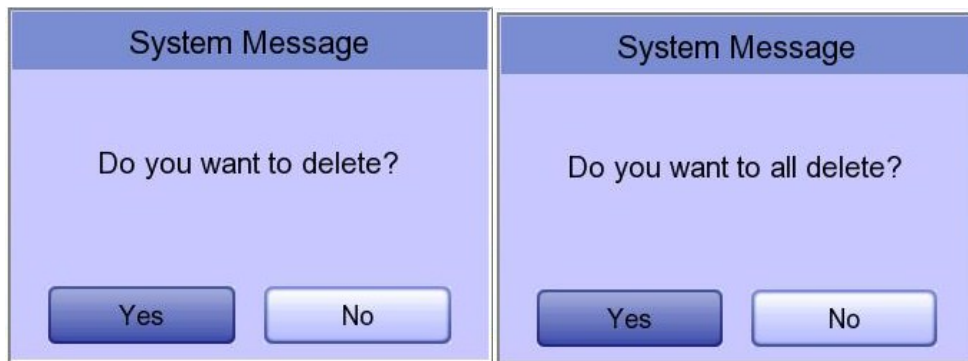 System Message
Do you want to delete?
Yes
No
System Message
Do you want to all delete?
Yes
No